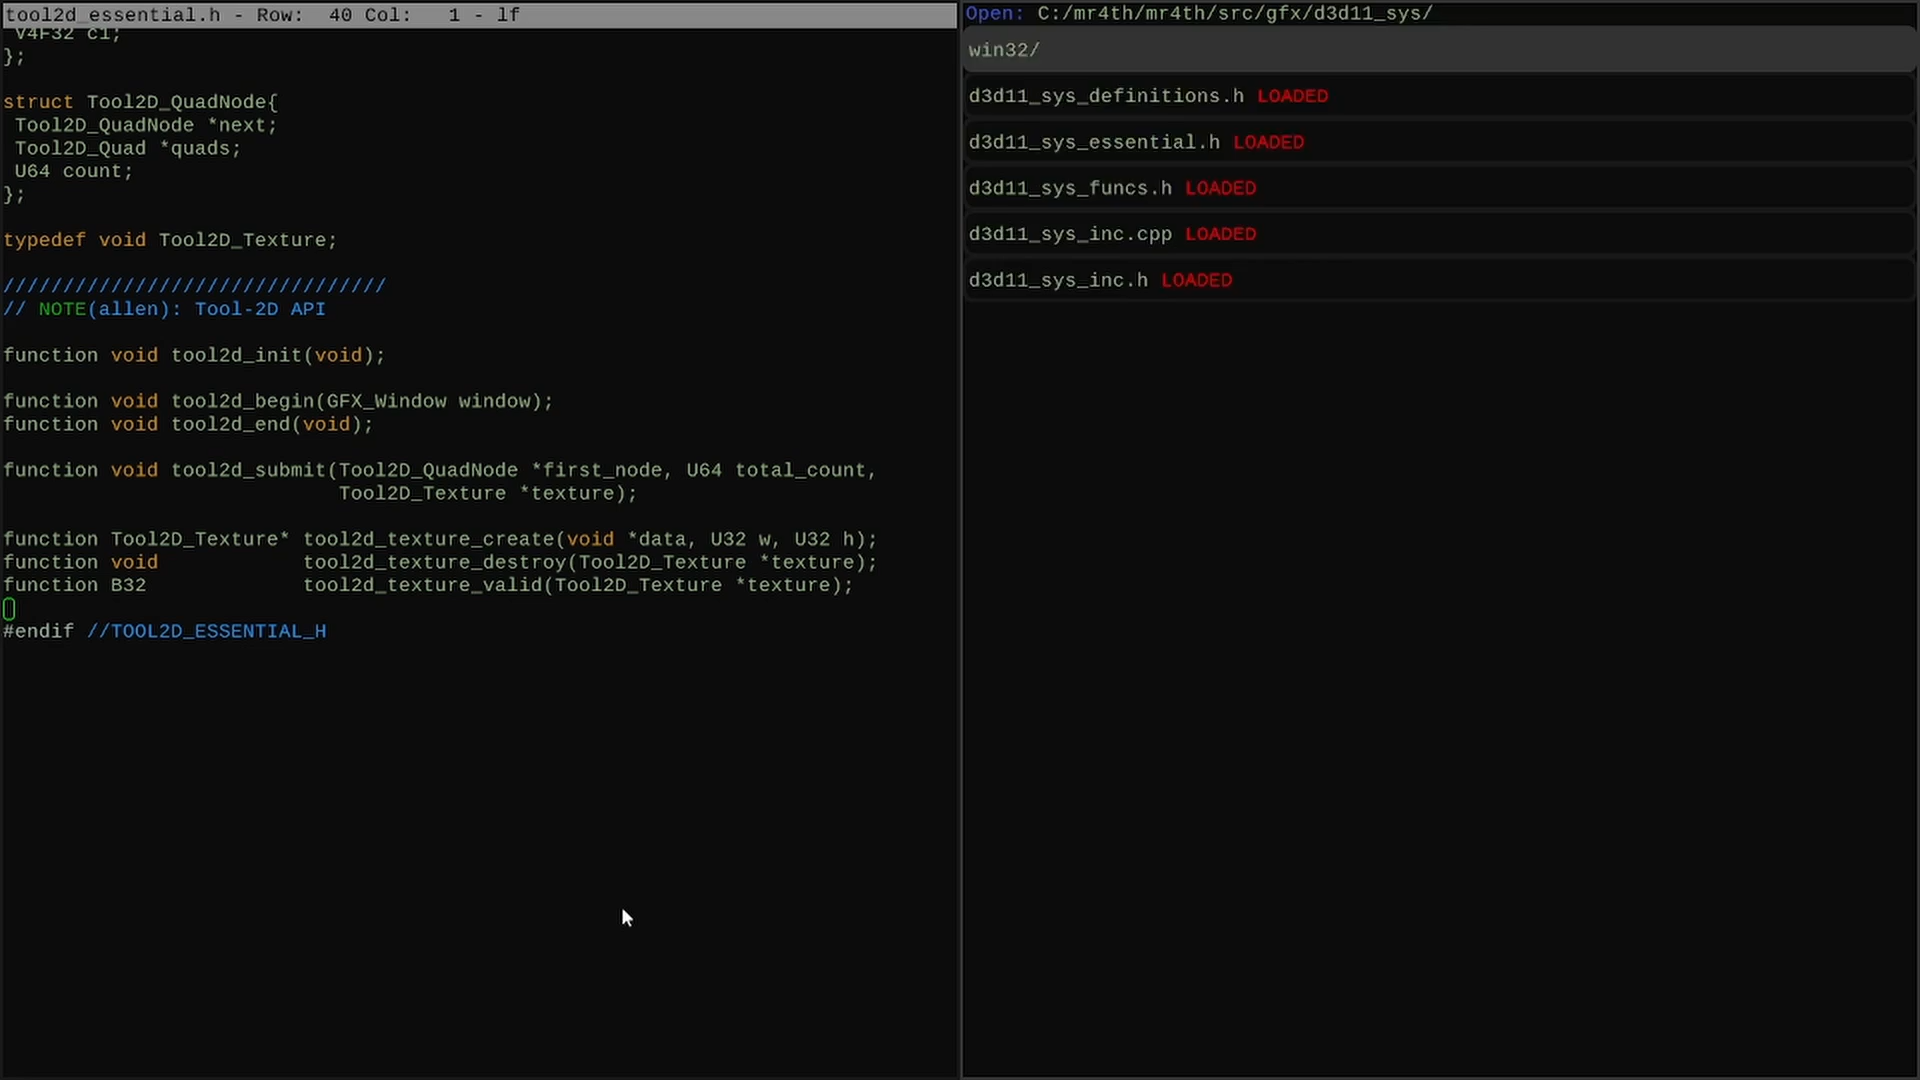 tool2d_essential.h - Row:  40 Col:   1 - lf
 V4F32 c1;
};
struct Tool2D_QuadNode{
 Tool2D_QuadNode *next;
 Tool2D_Quad *quads;
 U64 count;
};
typedef void Tool2D_Texture;
////////////////////////////////
// NOTE(allen): Tool-2D API
function void tool2d_init(void);
function void tool2d_begin(GFX_Window window);
function void tool2d_end(void);
function void tool2d_submit(Tool2D_QuadNode *first_node, U64 total_count,
                            Tool2D_Texture *texture);
function Tool2D_Texture* tool2d_texture_create(void *data, U32 w, U32 h);
function void            tool2d_texture_destroy(Tool2D_Texture *texture);
function B32             tool2d_texture_valid(Tool2D_Texture *texture);
#endif //TOOL2D_ESSENTIAL_H
Open: C:/mr4th/mr4th/src/gfx/d3d11_sys/
win32/
d3d11_sys_definitions.h LOADED
d3d11_sys_essential.h LOADED
d3d11_sys_funcs.h LOADED
d3d11_sys_inc.cpp LOADED
d3d11_sys_inc.h LOADED